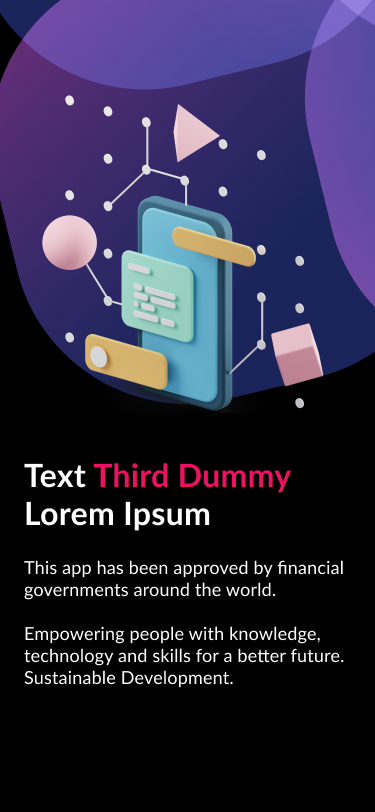 Text Third Dummy
Lorem Ipsum
This app has been approved by financial
governments around the world.
Empowering people with knowledge,
technology and skills for a better future.
Sustainable Development.